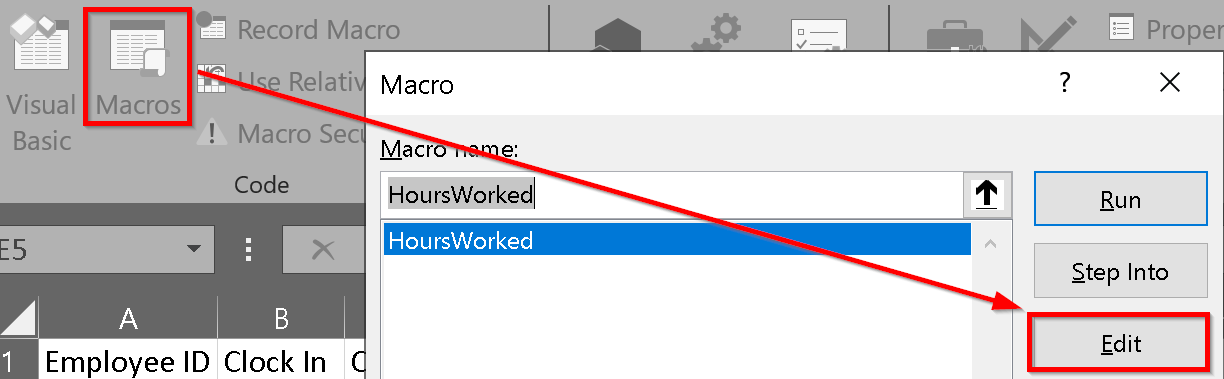 Record Macro
Proper
Use Relativ
Visual
Basic
Macros
Macro Secu
Code
Macro
?
Macro name:
HoursWorked
Run
HoursWorked
Step Into
Edit
E5
A
B
1
Employee ID
Clock In